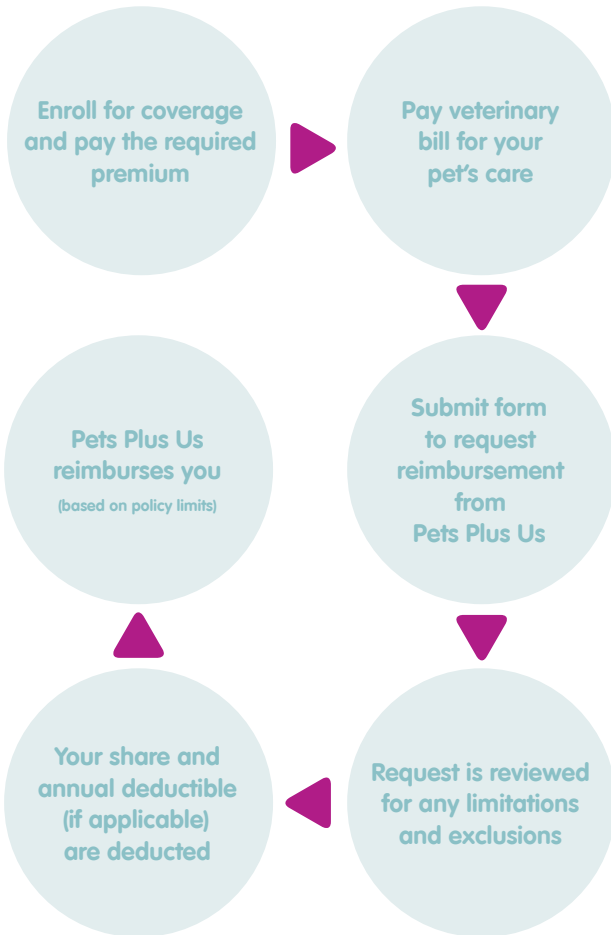 Enroll for coverage
and pay the required
premium
Pay veterinary
bill for your
pet's care
Submit form
to request
reimbursement
from
Pets Plus Us
Request is reviewed
for any limitations
and exclusions
Your share and
annual deductible
(if applicable)
are deducted
Pets Plus Us
reimburses you
(based on policy limits)